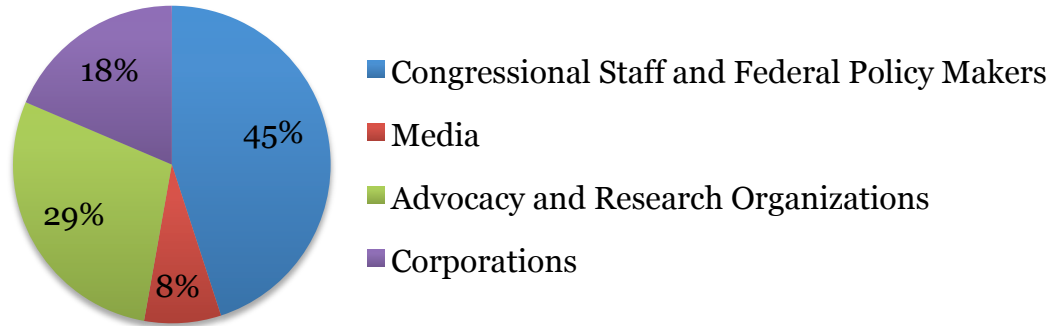 18%
45%
29%
8%
Congressional Staff and Federal Policy Makers
Media
Advocacy and Research Organizations
Corporations